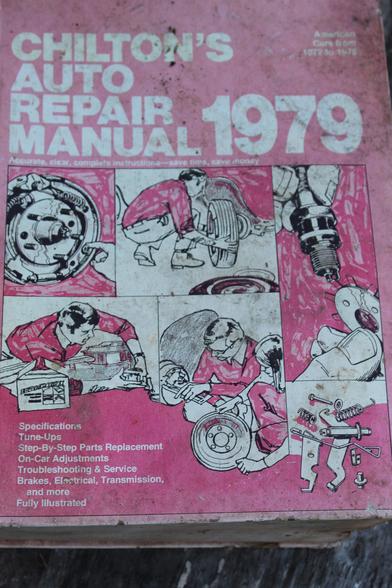 CHILTON'S
AUTO
REPAIR
MANUAL 1979
American
Cars from
1972 to 1979
Accurate, clear, complete instructions—save time, save money
Specifications
Tune-Ups
Step-By-Step Parts Replacement
On-Car Adjustments
Troubleshooting & Service
Brakes, Electrical, Transmission,
and more
Fully Illustrated